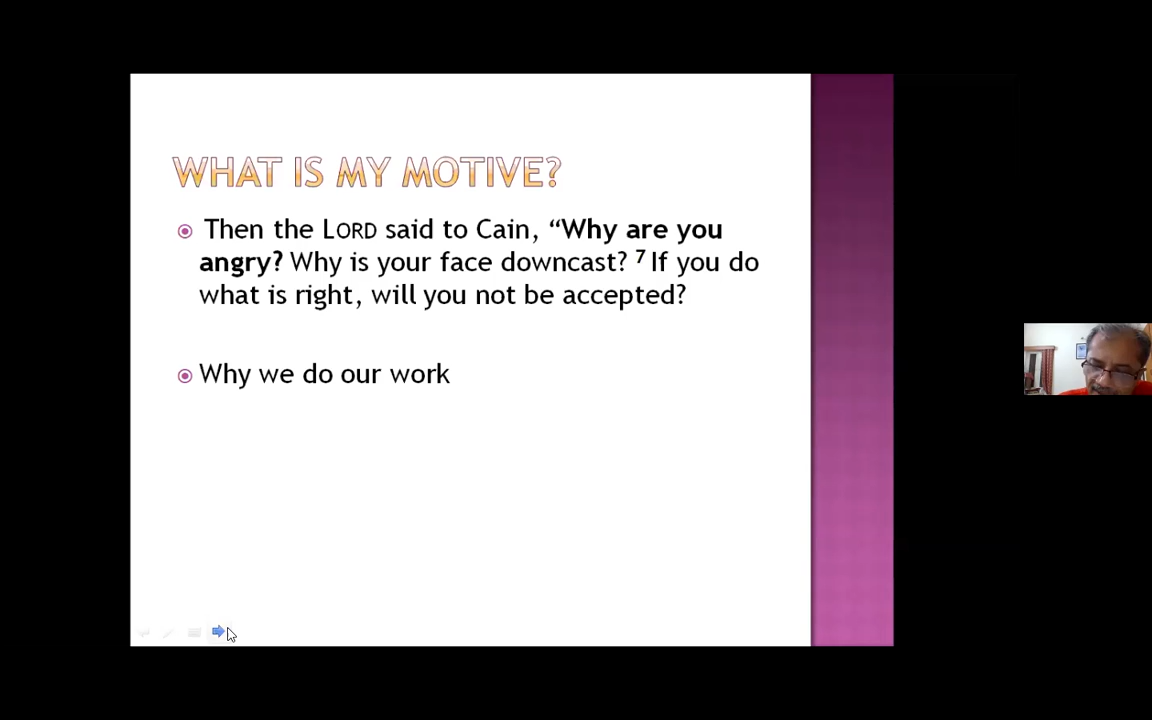 WHAT IS MY MOTIVE?
Then the LORD said to Cain, “Why are you
angry? Why is your face downcast? ⁷ If you do
what is right, will you not be accepted?
Why we do our work